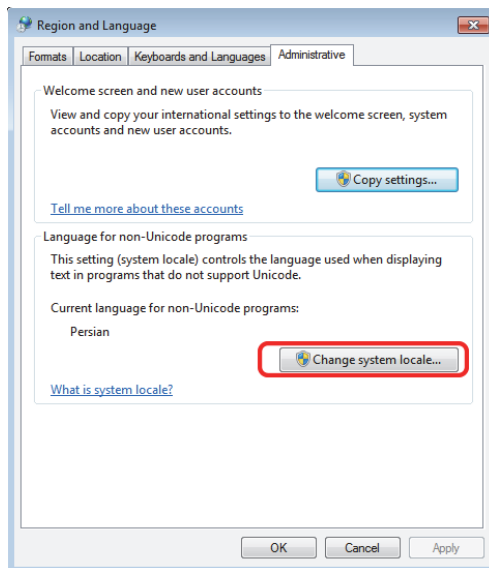 Region and Language
Formats Location Keyboards and Languages Administrative
Welcome screen and new user accounts
View and copy your international settings to the welcome screen, system
accounts and new user accounts.
Copy settings...
Tell me more about these accounts
Language for non-Unicode programs
This setting (system locale) controls the language used when displaying
text in programs that do not support Unicode.
Current language for non-Unicode programs:
Persian
Change system locale...
What is system locale?
OK Cancel Apply